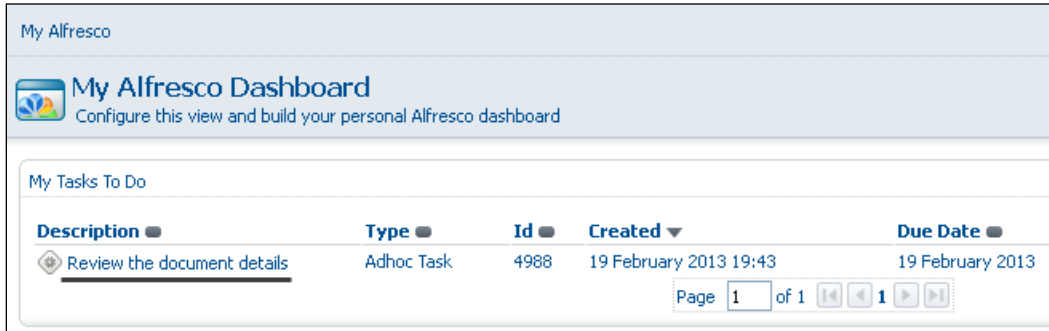 My Alfresco
My Alfresco Dashboard
Configure this view and build your personal Alfresco dashboard
My Tasks To Do
Description Type Id Created Due Date
Review the document details Adhoc Task 4988 19 February 2013 19:43 19 February 2013
Page 1 of 1 1